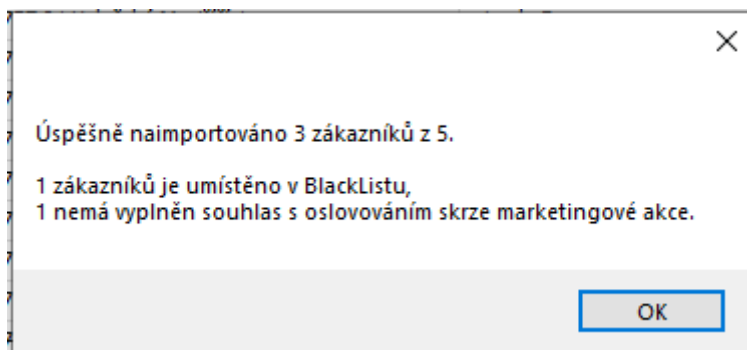 Úspěšně naimportováno 3 zákazníků z 5.
1 zákazníků je umístěno v BlackListu,
1 nemá vyplněn souhlas s oslovováním skrze marketingové akce.
OK